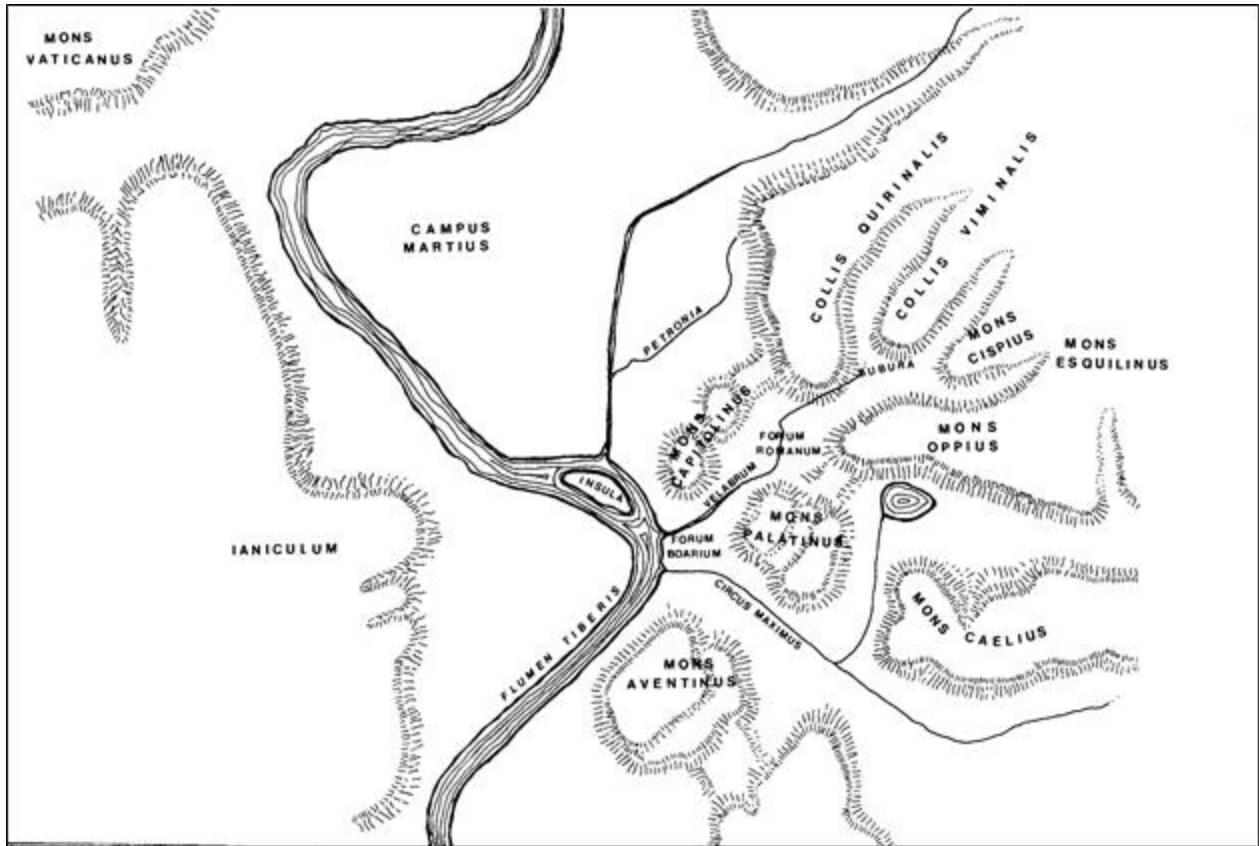 MONS
VATICANUS
CAMPUS
MARTIUS
COLLIS QUIRINALIS
COLLIS VIMINALIS
PETRONIA
MONS
CISPIUS
MONS
ESQUILINUS
SUBURA
MONS
CAPITOLINUS
FORUM
ROMANUM
MONS
OPPIUS
VELABRUM
INSULA
MONS
PALATINUS
FORUM
BOARIUM
IANICULUM
FLUMEN TIBERIS
CIRCUS MAXIMUS
MONS CAELIUS
MONS
AVENTINUS